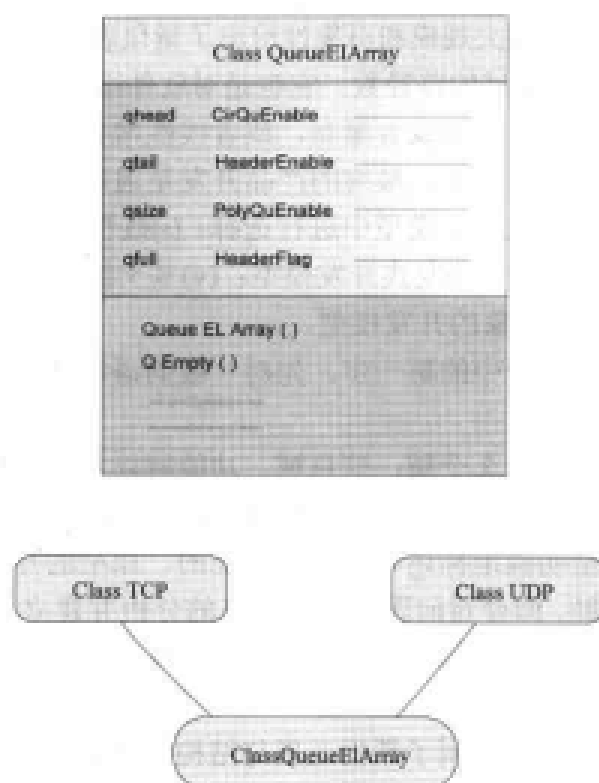 Class QueueElArray
qhead CirQuEnable
qtail HeaderEnable
qsize PolyQuEnable
qfull HeaderFlag
Queue EL Array ( )
Q Empty ( )
Class TCP
Class UDP
ClassQueueElArray